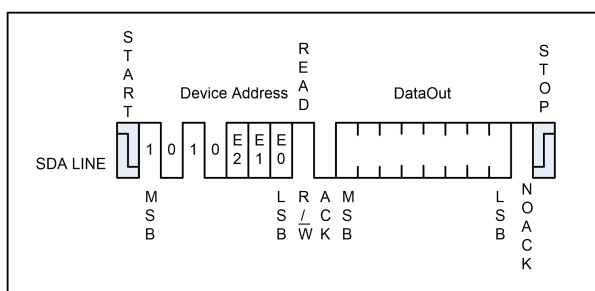 START
READ
STOP
Device Address
DataOut
SDA LINE
1
0
1
0
E2
E1
E0
MSB
LSB
R/W
ACK
MSB
LSB
NOACK